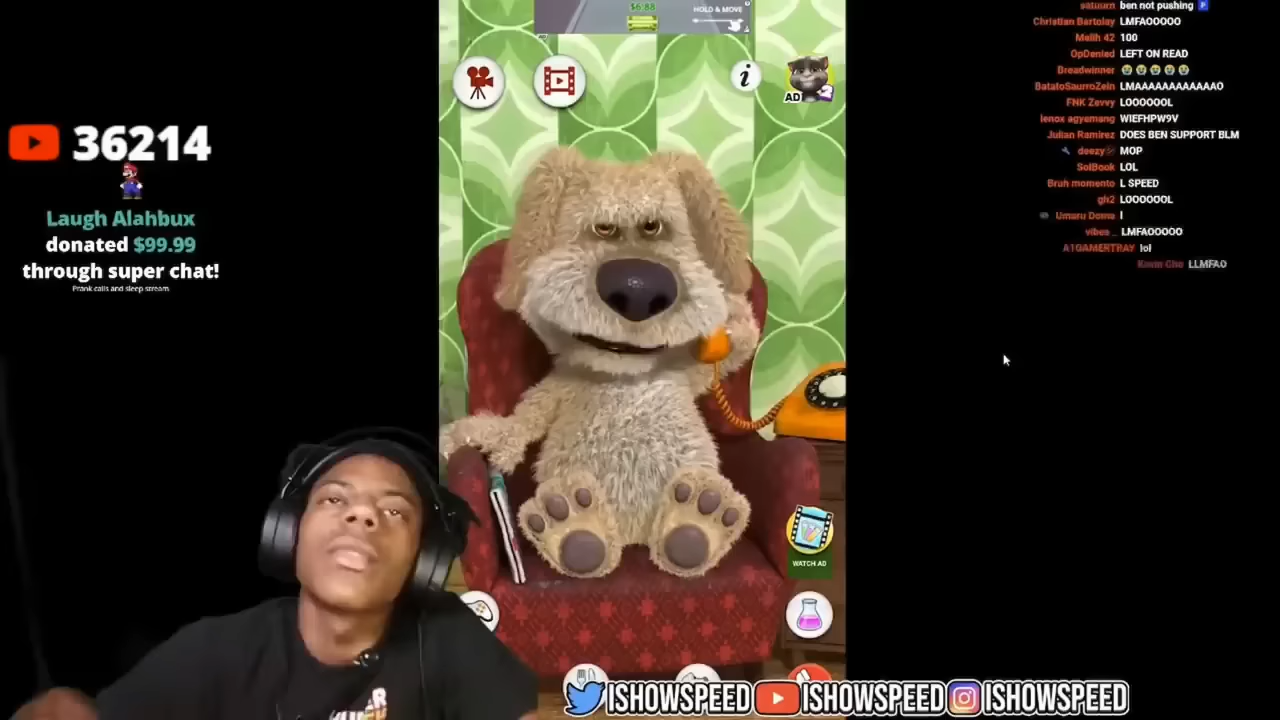 $6.88
HOLD & MOVE
AD
36214
Laugh Alahbux
donated $99.99
through super chat!
Prank calls and sleep stream
saturn ben not pushing
Christian Bartolay LMFAOOOOO
Melih 42 100
OpDenied LEFT ON READ
Breadwinner 😭😭😭😭😭
BatatoSaurroZein LMAAAAAAAAAAAO
FNK Zevvy LOOOOOOL
lenox agyemang WIEFHPW9V
Julian Ramirez DOES BEN SUPPORT BLM
deezy MOP
SolBook LOL
Bruh momento L SPEED
gh2 LOOOOOOL
Umaru Doma I
vibes _ LMFAOOOOO
A1GAMERTRAY lol
LLMFAO
WATCH AD
ISHOWSPEED ISHOWSPEED ISHOWSPEED